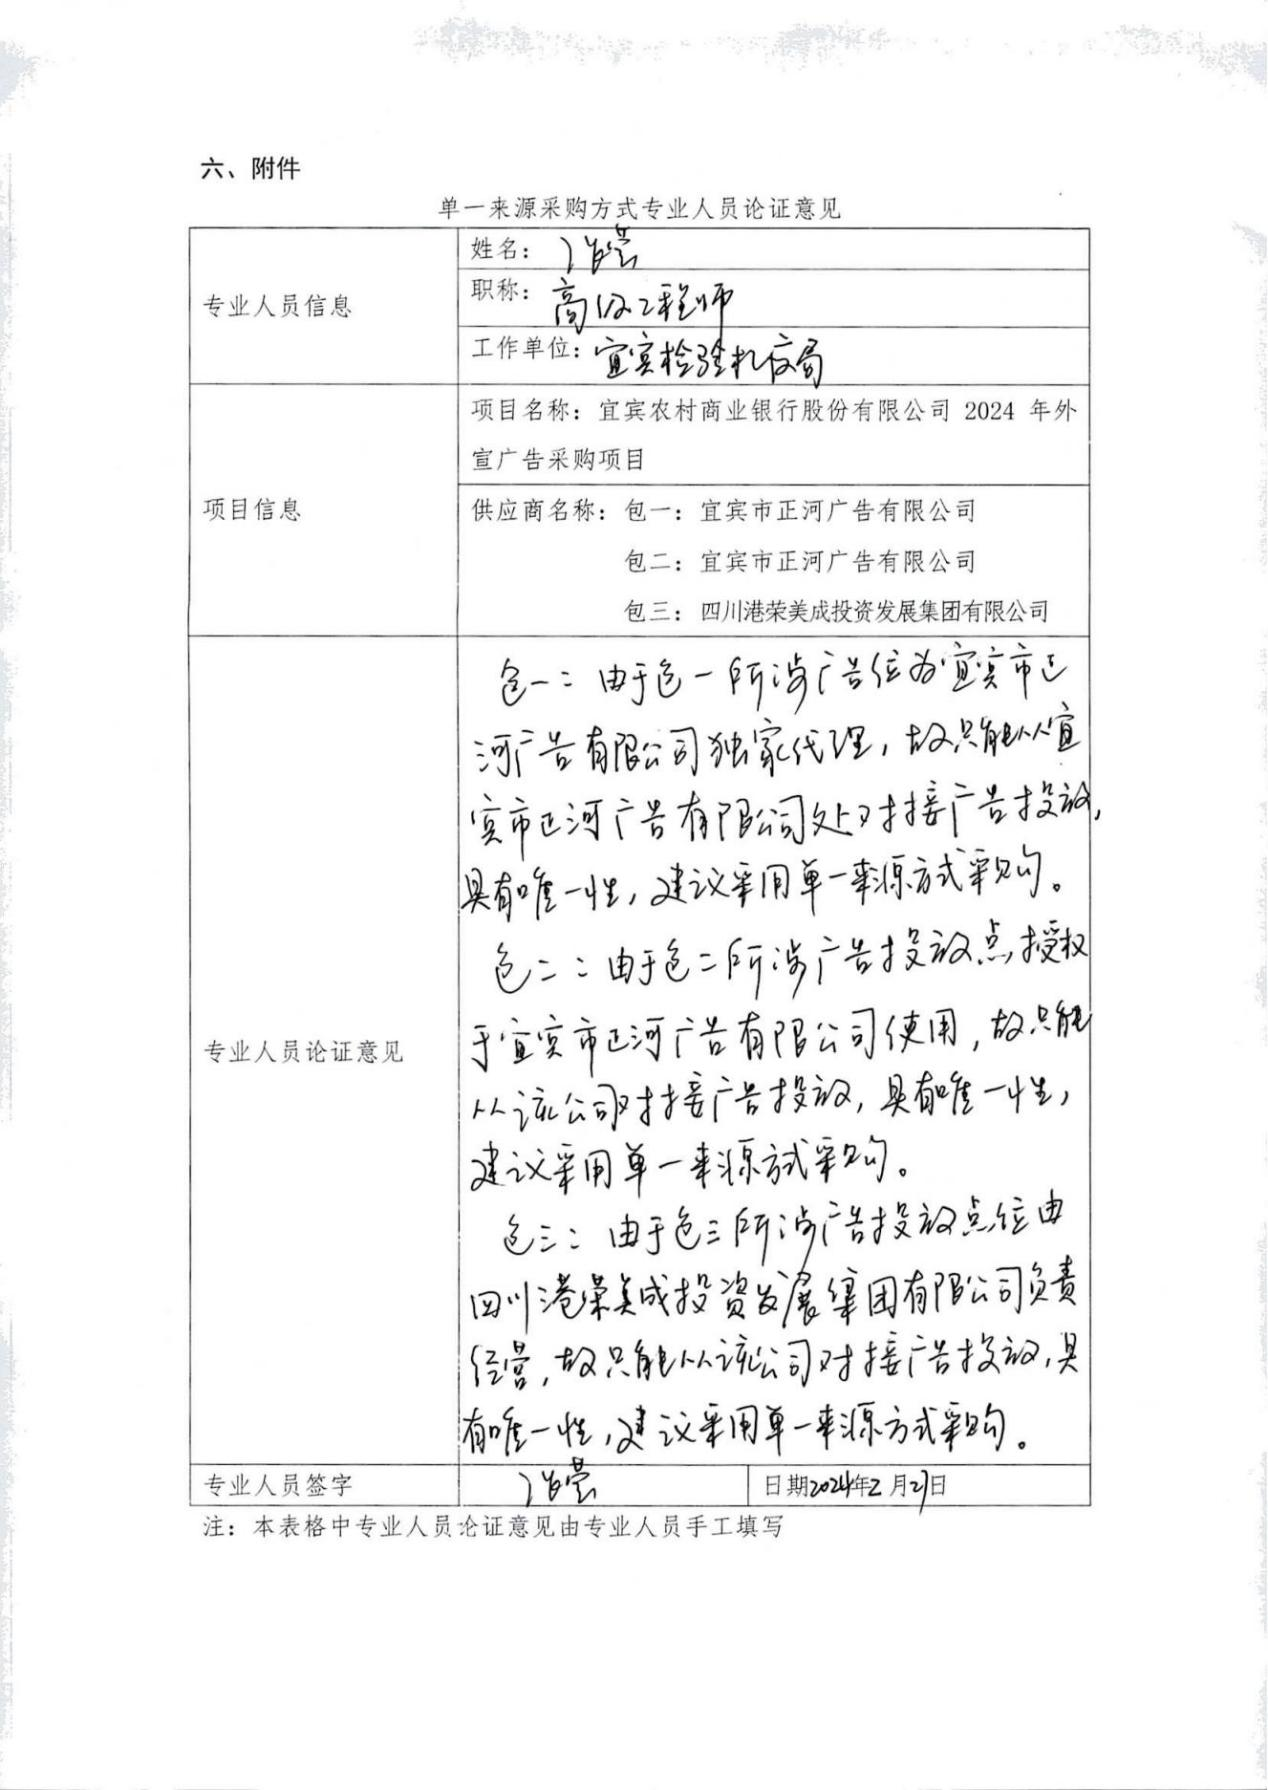 六、附件
单一来源采购方式专业人员论证意见
专业人员信息
姓名：
职称：高级工程师
工作单位：宜宾检验检疫局
项目信息
项目名称：宜宾农村商业银行股份有限公司 2024 年外
宣广告采购项目
供应商名称：包一：宜宾市正河广告有限公司
包二：宜宾市正河广告有限公司
包三：四川港荣美成投资发展集团有限公司
专业人员论证意见
包一：由于包一所涉广告位为宜宾市正
河广告有限公司独家代理，故只能从宜
宾市正河广告有限公司处对接广告投放，
具有唯一性，建议采用单一来源方式采购。
包二：由于包二所涉广告投放点授权
于宜宾市正河广告有限公司使用，故只能
从该公司对接广告投放，具有唯一性，
建议采用单一来源方式采购。
包三：由于包三所涉广告投放点位由
四川港荣美成投资发展集团有限公司负责
经营，故只能从该公司对接广告投放，具
有唯一性，建议采用单一来源方式采购。
专业人员签字
日期2024年2月27日
注：本表格中专业人员论证意见由专业人员手工填写